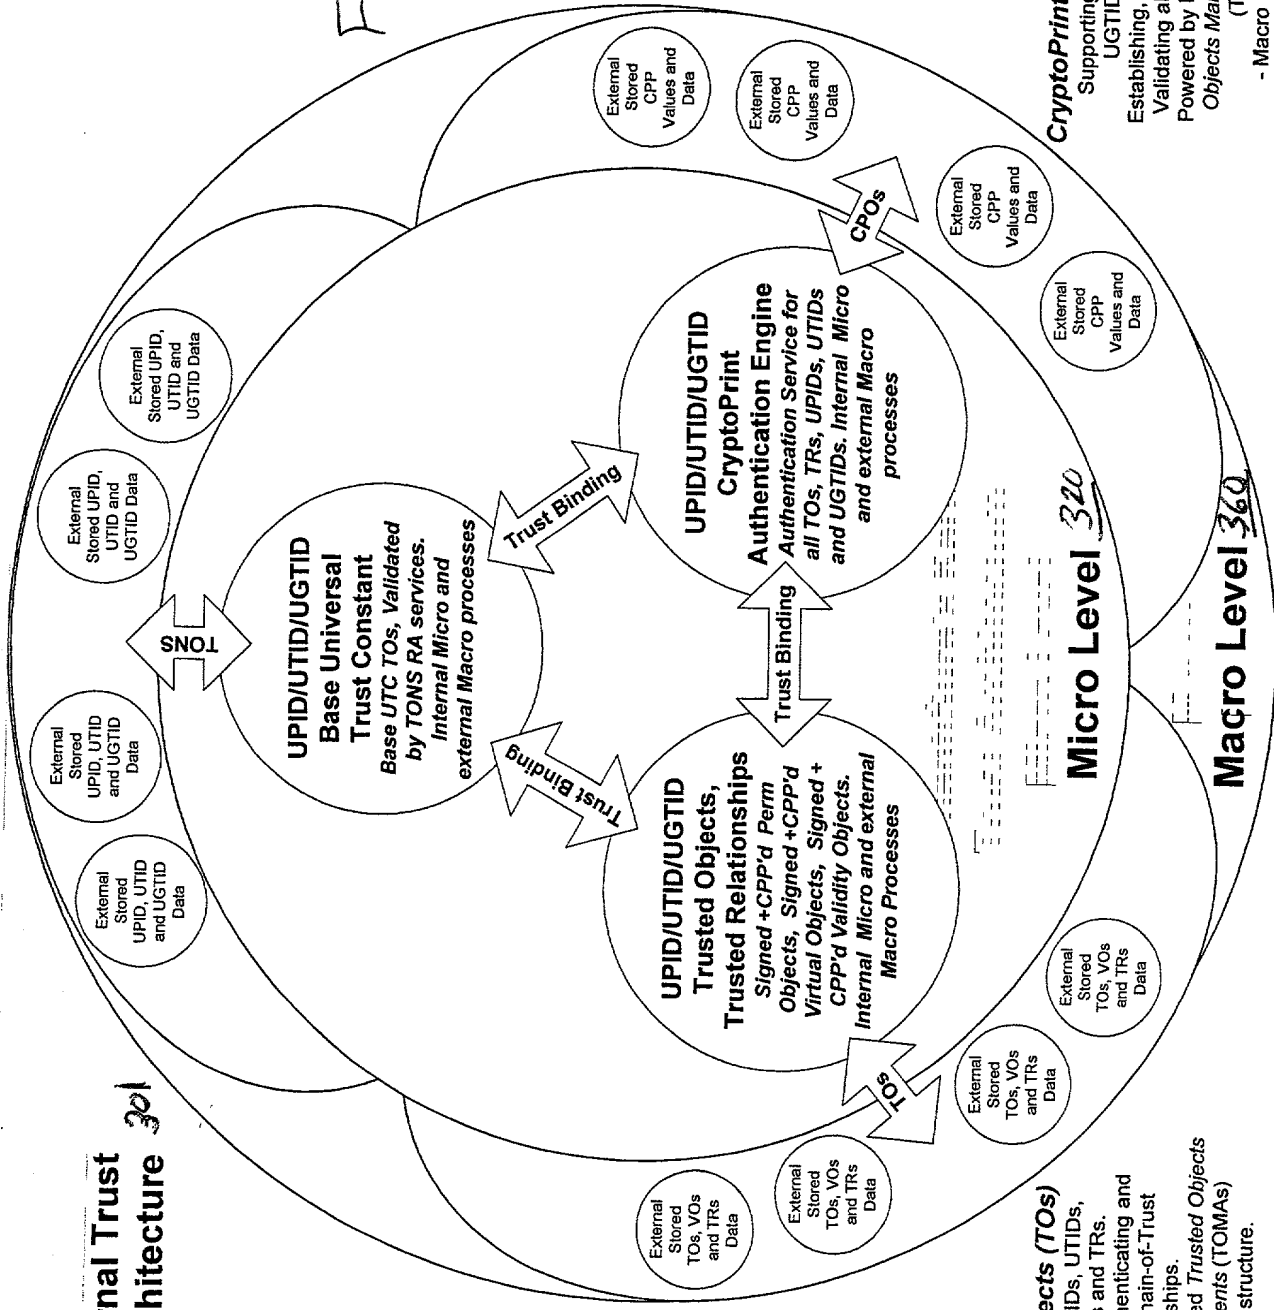 nal Trust
hitecture 301
External
Stored
UPID, UTID
and UGTID
Data
External
Stored
UPID, UTID
and UGTID
Data
TONS
External
Stored UPID,
UTID and
UGTID Data
External
Stored UPID,
UTID and
UGTID Data
UPID/UTID/UGTID
Base Universal
Trust Constant
Base UTC TOs, Validated
by TONS RA services.
Internal Micro and
external Macro processes
Trust Binding
Trust Binding
Trust Binding
UPID/UTID/UGTID
Trusted Objects,
Trusted Relationships
Signed +CPP'd Perm
Objects, Signed +CPP'd
Virtual Objects, Signed +
CPP'd Validity Objects.
Internal Micro and external
Macro Processes
UPID/UTID/UGTID
CryptoPrint
Authentication Engine
Authentication Service for
all TOs, TRs, UPIDs, UTIDs
and UGTIDs. Internal Micro
and external Macro
processes
TOs
CPOs
External
Stored
TOs, VOs
and TRs
Data
External
Stored
TOs, VOs
and TRs
Data
External
Stored
TOs, VOs
and TRs
Data
External
Stored
TOs, VOs
and TRs
Data
External
Stored
CPP
Values and
Data
External
Stored
CPP
Values and
Data
External
Stored
CPP
Values and
Data
External
Stored
CPP
Values and
Data
Micro Level 320
Macro Level 360
ects (TOs)
IDs, UTIDs,
s and TRs.
nenticating and
nain-of-Trust
ships.
ed Trusted Objects
ents (TOMAs)
structure.
CryptoPrint
Supporting
UGTID
Establishing,
Validating al
Powered by
Objects Mar
(T
- Macro